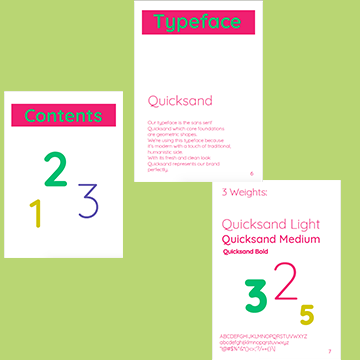 Typeface
Quicksand
Our typeface is the sans serif
Quicksand which core foundations
are geometric shapes.
We're using this typeface because
it's modern with a touch of traditional,
humanistic side.
With its fresh and clean look,
Quicksand represents our brand
perfectly.
6
Contents
2
1
3
3 Weights:
Quicksand Light
Quicksand Medium
Quicksand Bold
3
2
5
ABCDEFGHIJKLMNOPQRSTUVWXYZ
abcdefghijklmnopqrstuvwxyz
7